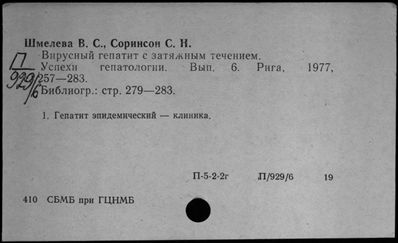 Шмелева В. С., Соринсон С. Н.
Вирусный гепатит с затяжным течением.
П
929/6
Успехи гепатологии. Вып. 6. Рига, 1977,
257—283.
Библиогр.: стр. 279—283.
1. Гепатит эпидемический — клиника.
П-5-2-2г П/929/6 19
410 СБМБ при ГЦНМБ